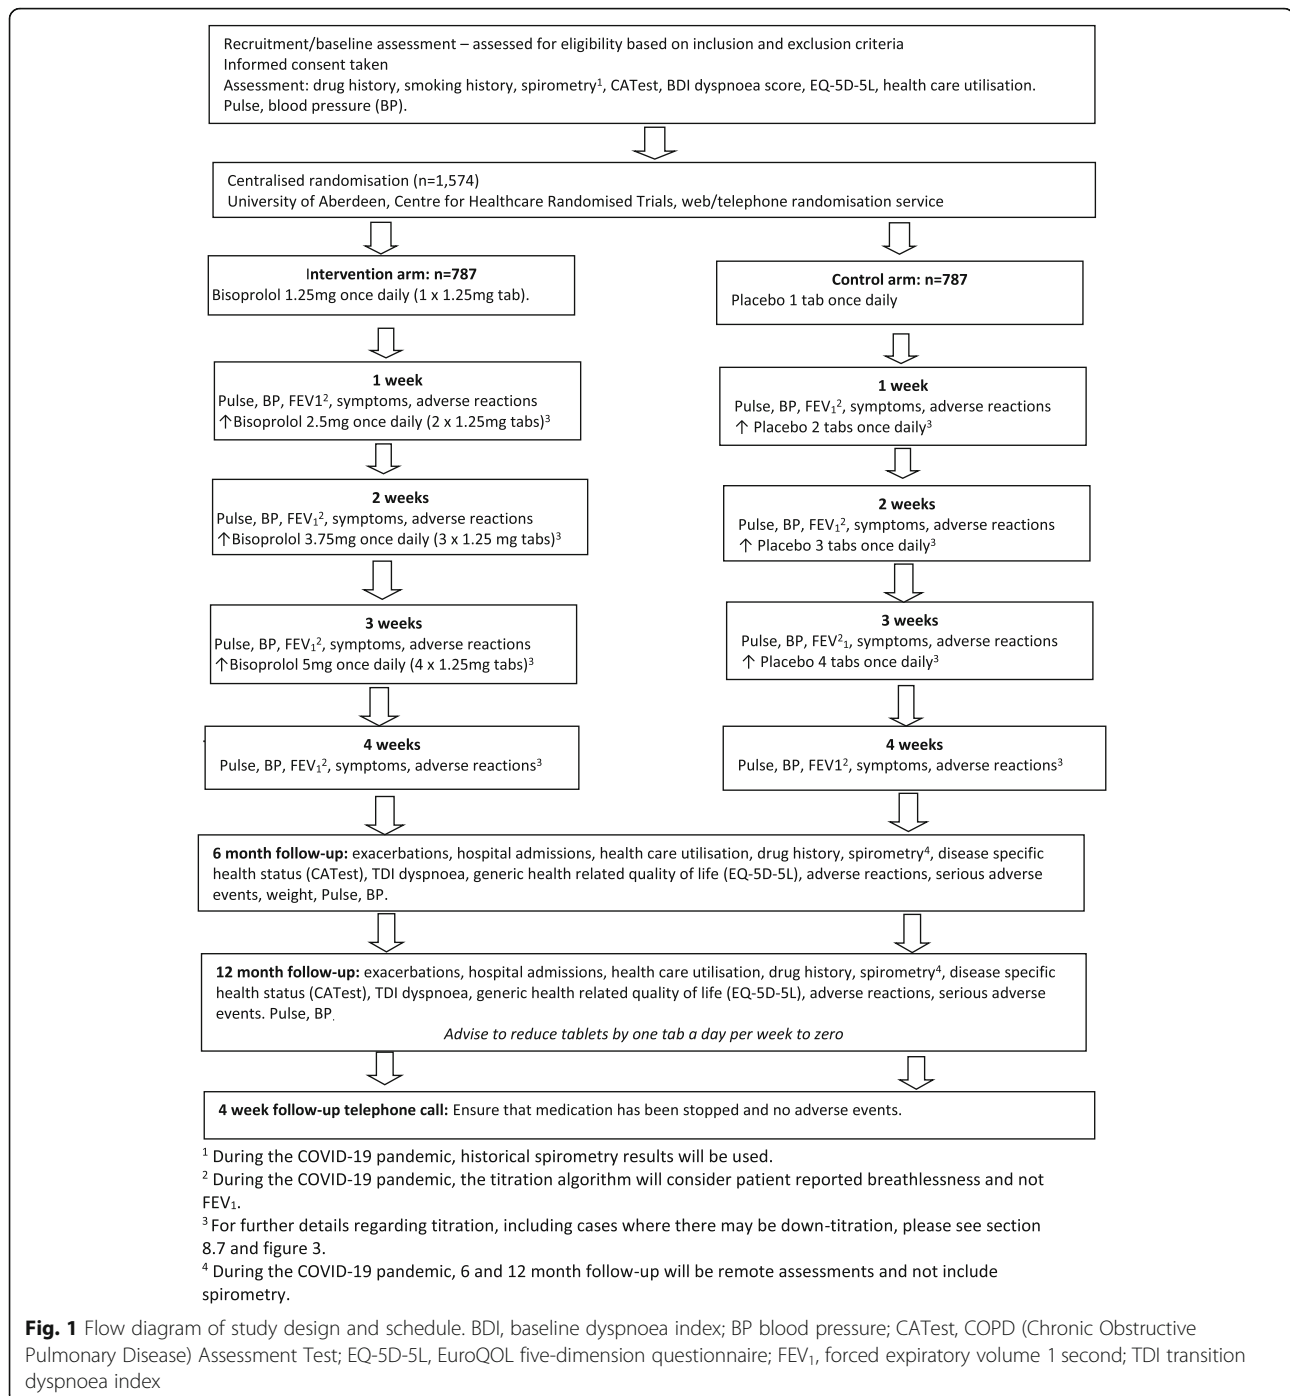 Recruitment/baseline assessment – assessed for eligibility based on inclusion and exclusion criteria
Informed consent taken
Assessment: drug history, smoking history, spirometry¹, CATest, BDI dyspnoea score, EQ-5D-5L, health care utilisation.
Pulse, blood pressure (BP).
Centralised randomisation (n=1,574)
University of Aberdeen, Centre for Healthcare Randomised Trials, web/telephone randomisation service
Intervention arm: n=787
Bisoprolol 1.25mg once daily (1 x 1.25mg tab).
Control arm: n=787
Placebo 1 tab once daily
1 week
Pulse, BP, FEV1², symptoms, adverse reactions
↑Bisoprolol 2.5mg once daily (2 x 1.25mg tabs)³
1 week
Pulse, BP, FEV₁², symptoms, adverse reactions
↑ Placebo 2 tabs once daily³
2 weeks
Pulse, BP, FEV₁², symptoms, adverse reactions
↑Bisoprolol 3.75mg once daily (3 x 1.25 mg tabs)³
2 weeks
Pulse, BP, FEV₁², symptoms, adverse reactions
↑ Placebo 3 tabs once daily³
3 weeks
Pulse, BP, FEV₁², symptoms, adverse reactions
↑Bisoprolol 5mg once daily (4 x 1.25mg tabs)³
3 weeks
Pulse, BP, FEV²₁, symptoms, adverse reactions
↑ Placebo 4 tabs once daily³
4 weeks
Pulse, BP, FEV₁², symptoms, adverse reactions³
4 weeks
Pulse, BP, FEV1², symptoms, adverse reactions³
6 month follow-up: exacerbations, hospital admissions, health care utilisation, drug history, spirometry⁴, disease specific
health status (CATest), TDI dyspnoea, generic health related quality of life (EQ-5D-5L), adverse reactions, serious adverse
events, weight, Pulse, BP.
12 month follow-up: exacerbations, hospital admissions, health care utilisation, drug history, spirometry⁴, disease specific
health status (CATest), TDI dyspnoea, generic health related quality of life (EQ-5D-5L), adverse reactions, serious adverse
events. Pulse, BP.
Advise to reduce tablets by one tab a day per week to zero
4 week follow-up telephone call: Ensure that medication has been stopped and no adverse events.
¹ During the COVID-19 pandemic, historical spirometry results will be used.
² During the COVID-19 pandemic, the titration algorithm will consider patient reported breathlessness and not
FEV₁.
³ For further details regarding titration, including cases where there may be down-titration, please see section
8.7 and figure 3.
⁴ During the COVID-19 pandemic, 6 and 12 month follow-up will be remote assessments and not include
spirometry.
Fig. 1 Flow diagram of study design and schedule. BDI, baseline dyspnoea index; BP blood pressure; CATest, COPD (Chronic Obstructive
Pulmonary Disease) Assessment Test; EQ-5D-5L, EuroQOL five-dimension questionnaire; FEV₁, forced expiratory volume 1 second; TDI transition
dyspnoea index